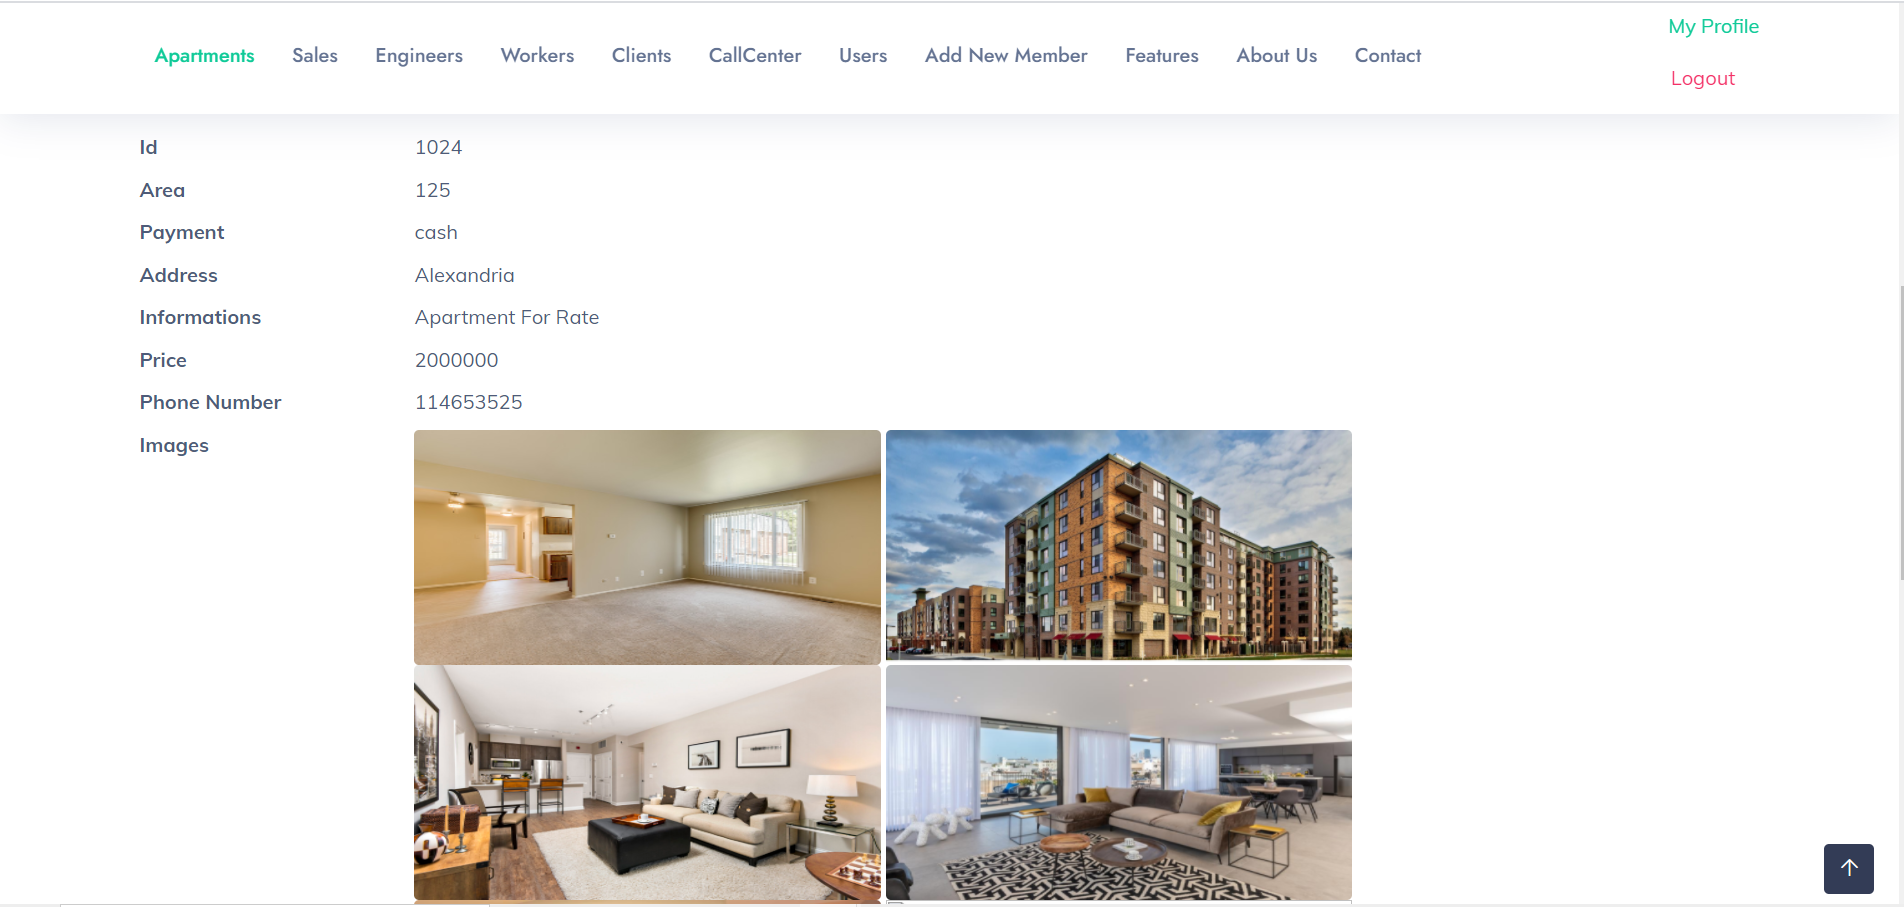 My Profile
Apartments Sales Engineers Workers Clients CallCenter Users Add New Member Features About Us Contact
Logout
Id 1024
Area 125
Payment cash
Address Alexandria
Informations Apartment For Rate
Price 2000000
Phone Number 114653525
Images